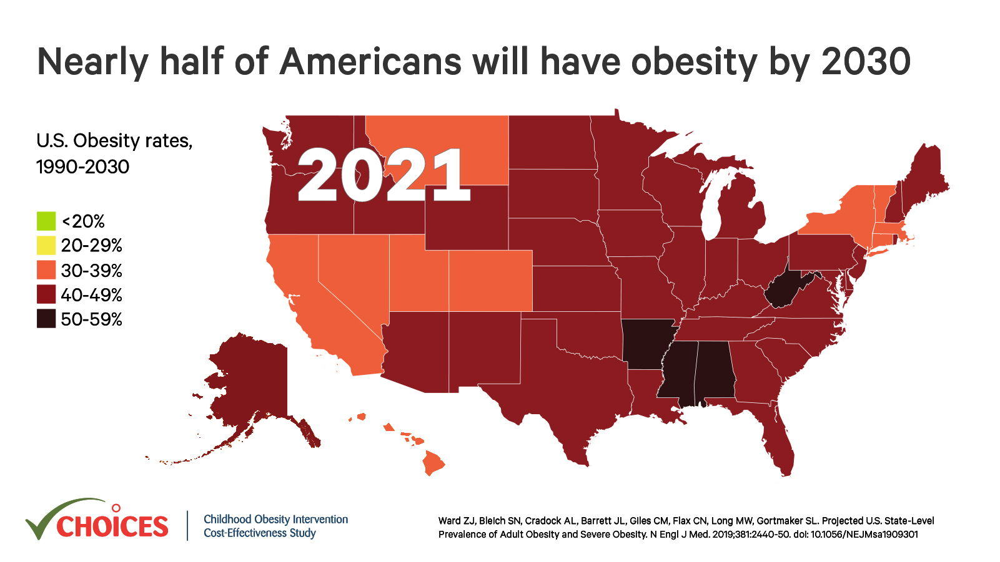 Nearly half of Americans will have obesity by 2030
U.S. Obesity rates,
1990-2030
2021
<20%
20-29%
30-39%
40-49%
50-59%
CHOICES
Childhood Obesity Intervention
Cost-Effectiveness Study
Ward ZJ, Bleich SN, Cradock AL, Barrett JL, Giles CM, Flax CN, Long MW, Gortmaker SL. Projected U.S. State-Level
Prevalence of Adult Obesity and Severe Obesity. N Engl J Med. 2019;381:2440-50. doi: 10.1056/NEJMsa1909301